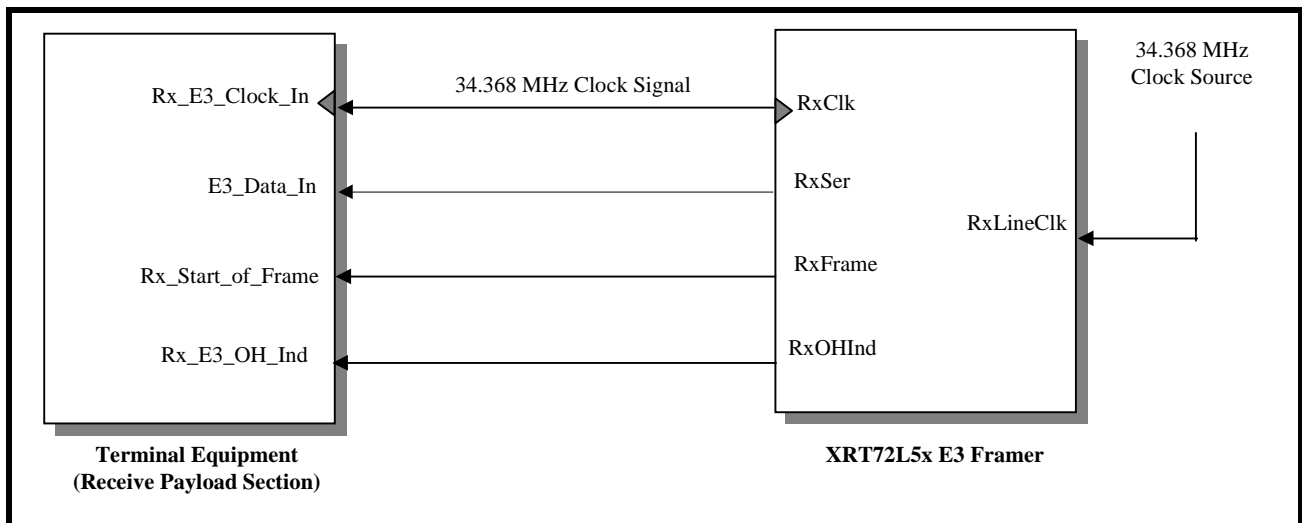 34.368 MHz
Clock Source
Rx_E3_Clock_In
34.368 MHz Clock Signal
RxClk
E3_Data_In
RxSer
RxLineClk
Rx_Start_of_Frame
RxFrame
Rx_E3_OH_Ind
RxOHInd
Terminal Equipment
(Receive Payload Section)
XRT72L5x E3 Framer